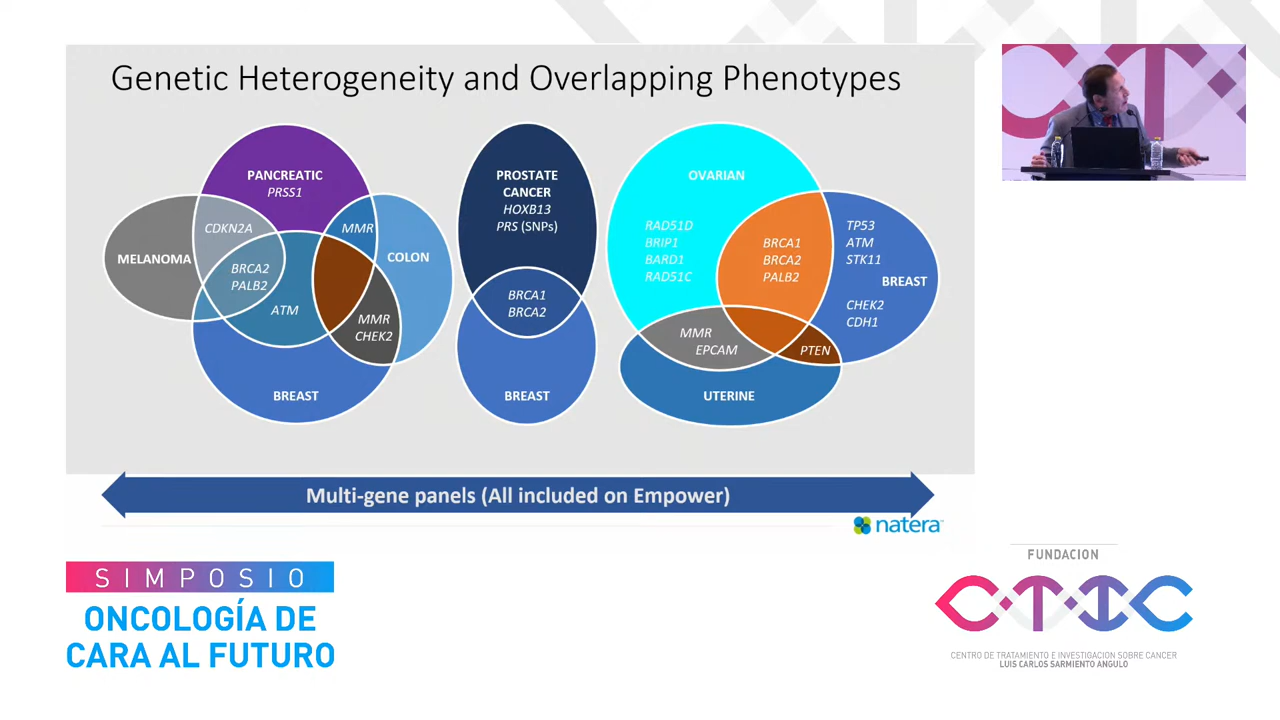 Genetic Heterogeneity and Overlapping Phenotypes
PANCREATIC
PRSS1
CDKN2A
MMR
MELANOMA
COLON
BRCA2
PALB2
ATM
MMR
CHEK2
BREAST
PROSTATE
CANCER
HOXB13
PRS (SNPs)
BRCA1
BRCA2
BREAST
OVARIAN
RAD51D
BRIP1
BARD1
RAD51C
BRCA1
BRCA2
PALB2
TP53
ATM
STK11
BREAST
CHEK2
CDH1
MMR
EPCAM
PTEN
UTERINE
Multi-gene panels (All included on Empower)
natera
SIMPOSIO
ONCOLOGÍA DE
CARA AL FUTURO
FUNDACION
CTIC
CENTRO DE TRATAMIENTO E INVESTIGACION SOBRE CANCER
LUIS CARLOS SARMIENTO ANGULO